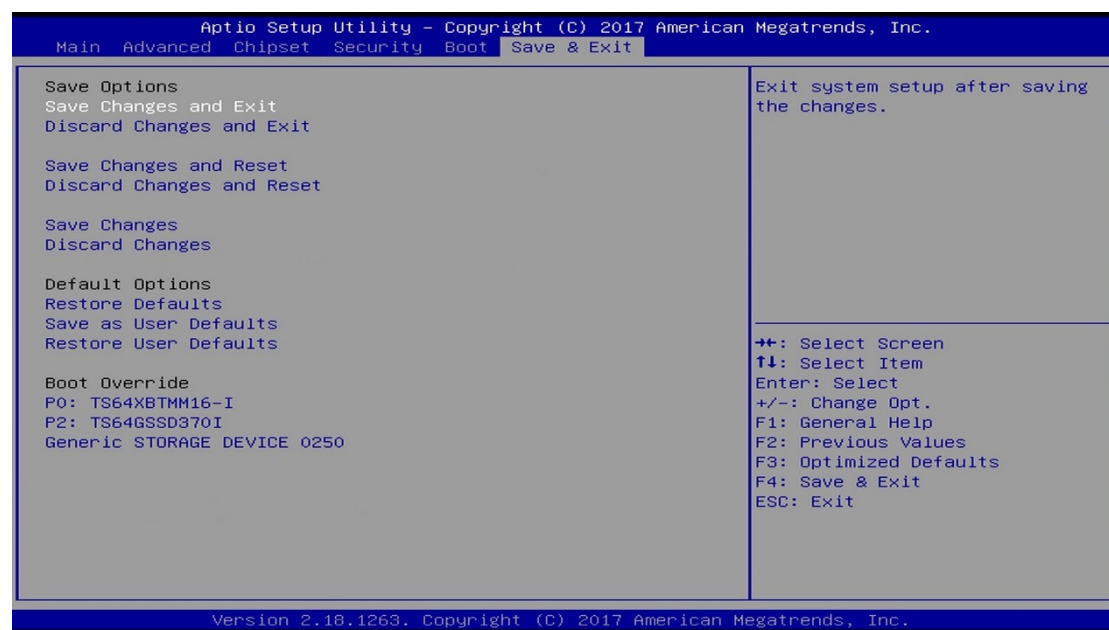 Aptio Setup Utility – Copyright (C) 2017 American Megatrends, Inc.
Main Advanced Chipset Security Boot Save & Exit
Save Options
Save Changes and Exit
Discard Changes and Exit
Save Changes and Reset
Discard Changes and Reset
Save Changes
Discard Changes
Default Options
Restore Defaults
Save as User Defaults
Restore User Defaults
Boot Override
P0: TS64XBTMM16-I
P2: TS64GSSD370I
Generic STORAGE DEVICE 0250
Exit system setup after saving
the changes.
→←: Select Screen
↑↓: Select Item
Enter: Select
+/-: Change Opt.
F1: General Help
F2: Previous Values
F3: Optimized Defaults
F4: Save & Exit
ESC: Exit
Version 2.18.1263. Copyright (C) 2017 American Megatrends, Inc.